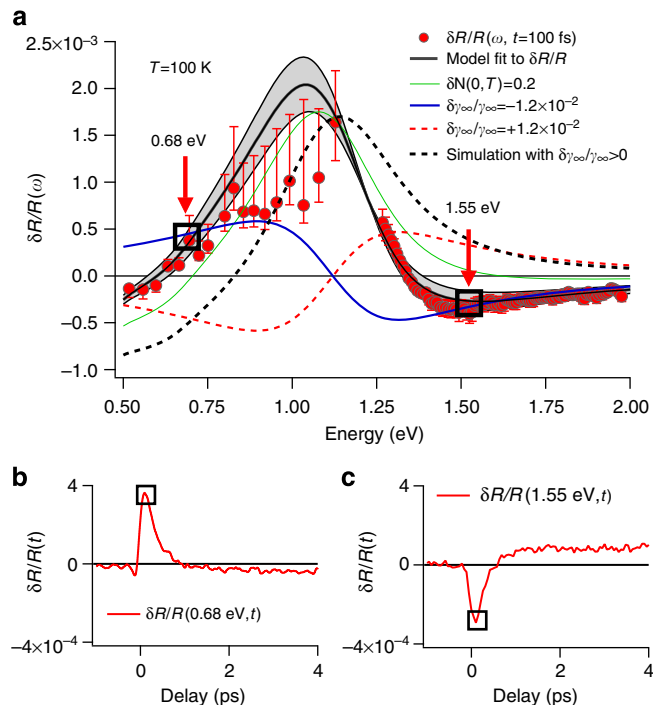 a
2.5×10⁻³
2.0
1.5
1.0
0.5
0.0
−0.5
−1.0
δR/R(ω)
T=100 K
0.68 eV
1.55 eV
δR/R(ω, t=100 fs)
Model fit to δR/R
δN(0,T)=0.2
δγ∞/γ∞=−1.2×10⁻²
δγ∞/γ∞=+1.2×10⁻²
Simulation with δγ∞/γ∞>0
0.50 0.75 1.00 1.25 1.50 1.75 2.00
Energy (eV)
b
4
0
−4×10⁻⁴
δR/R(t)
δR/R(0.68 eV,t)
0 2 4
Delay (ps)
c
4
0
−4×10⁻⁴
δR/R(t)
δR/R(1.55 eV,t)
0 2 4
Delay (ps)